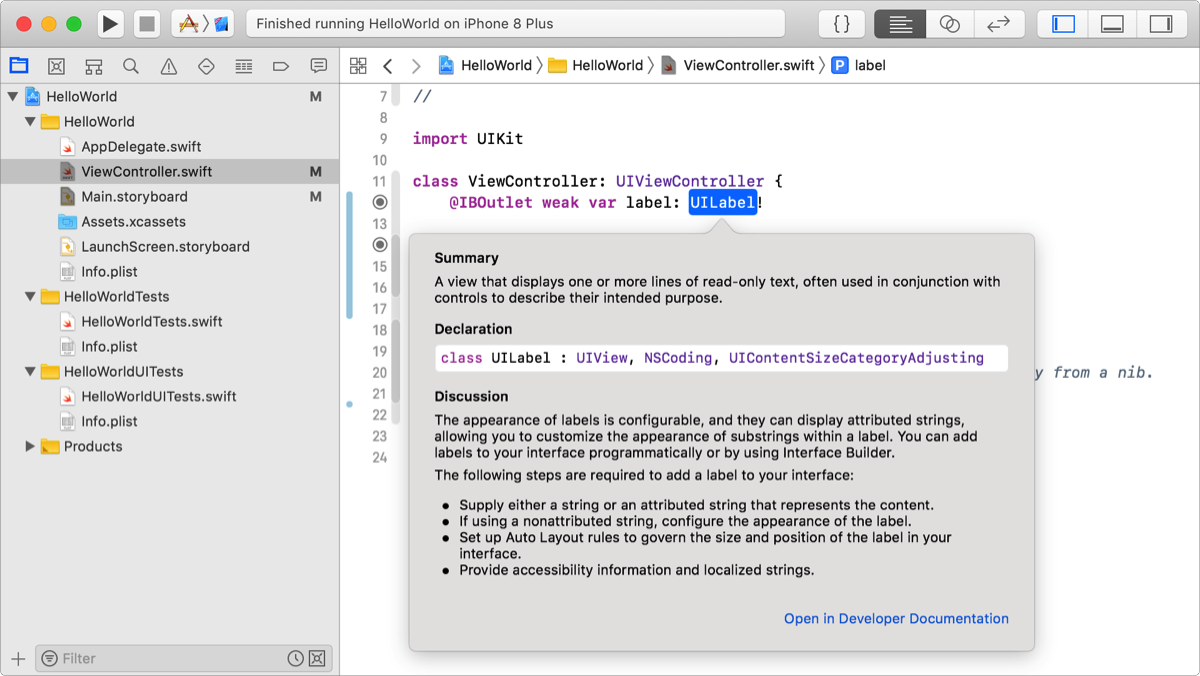 Finished running HelloWorld on iPhone 8 Plus
{ }
HelloWorld
HelloWorld
ViewController.swift
P label
HelloWorld M
HelloWorld
AppDelegate.swift
ViewController.swift M
Main.storyboard M
Assets.xcassets
LaunchScreen.storyboard
Info.plist
HelloWorldTests
HelloWorldTests.swift
Info.plist
HelloWorldUITests
HelloWorldUITests.swift
Info.plist
Products
Filter
7 //
8
9 import UIKit
10
11 class ViewController: UIViewController {
@IBOutlet weak var label: UILabel!
13
15
16
17
18
19
20 y from a nib.
21
22
23
24
Summary
A view that displays one or more lines of read-only text, often used in conjunction with
controls to describe their intended purpose.
Declaration
class UILabel : UIView, NSCoding, UIContentSizeCategoryAdjusting
Discussion
The appearance of labels is configurable, and they can display attributed strings,
allowing you to customize the appearance of substrings within a label. You can add
labels to your interface programmatically or by using Interface Builder.
The following steps are required to add a label to your interface:
● Supply either a string or an attributed string that represents the content.
● If using a nonattributed string, configure the appearance of the label.
● Set up Auto Layout rules to govern the size and position of the label in your
interface.
● Provide accessibility information and localized strings.
Open in Developer Documentation